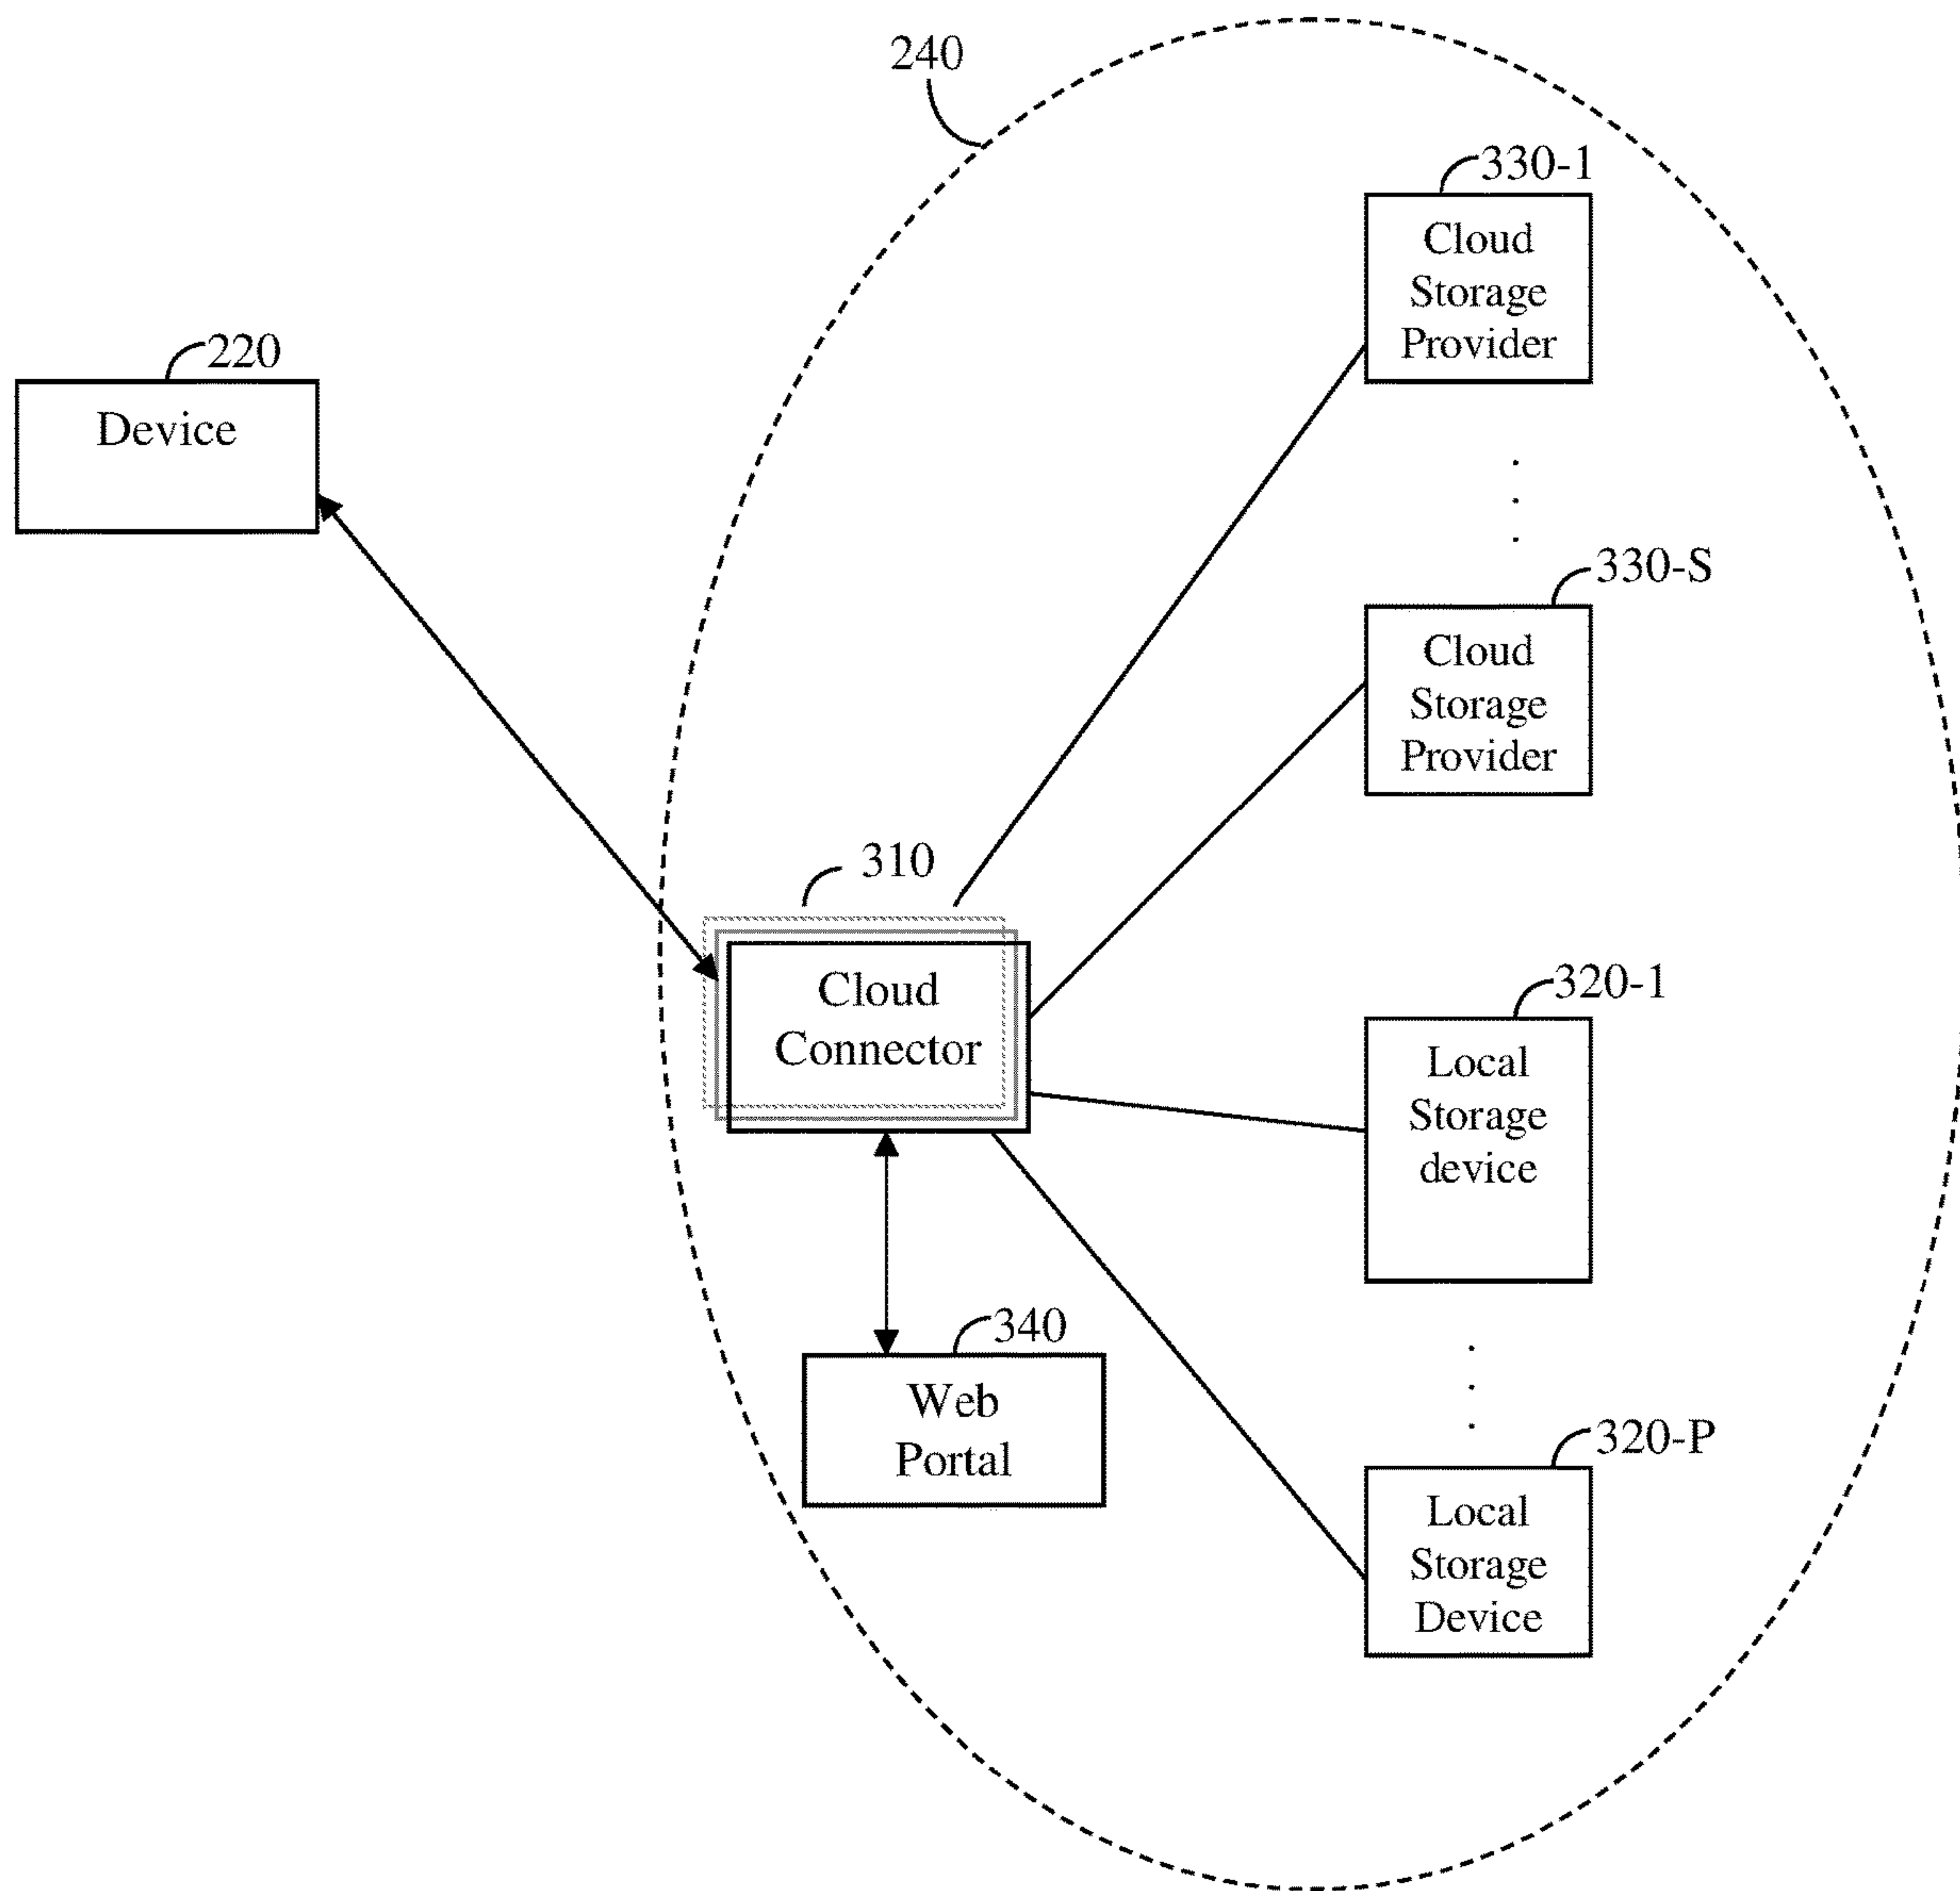 240
330-1
Cloud
Storage
Provider
220
Device
330-S
Cloud
Storage
Provider
310
Cloud
Connector
320-1
Local
Storage
device
340
Web
Portal
320-P
Local
Storage
Device